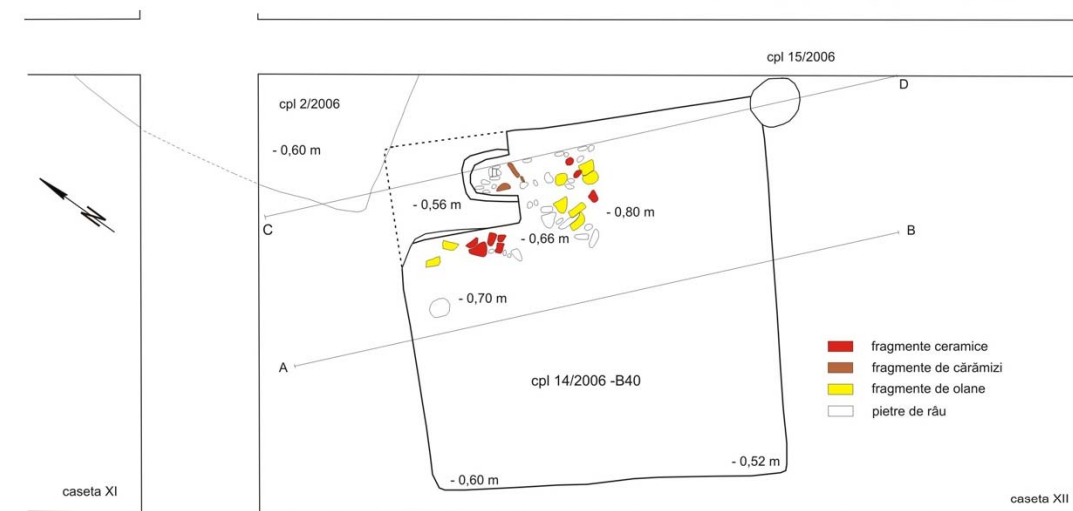 cpl 15/2006
D
cpl 2/2006
- 0,60 m
N
- 0,56 m
- 0,80 m
C
- 0,66 m
B
- 0,70 m
A
fragmente ceramice
fragmente de cărămizi
fragmente de olane
pietre de râu
cpl 14/2006 -B40
- 0,52 m
- 0,60 m
caseta XI
caseta XII